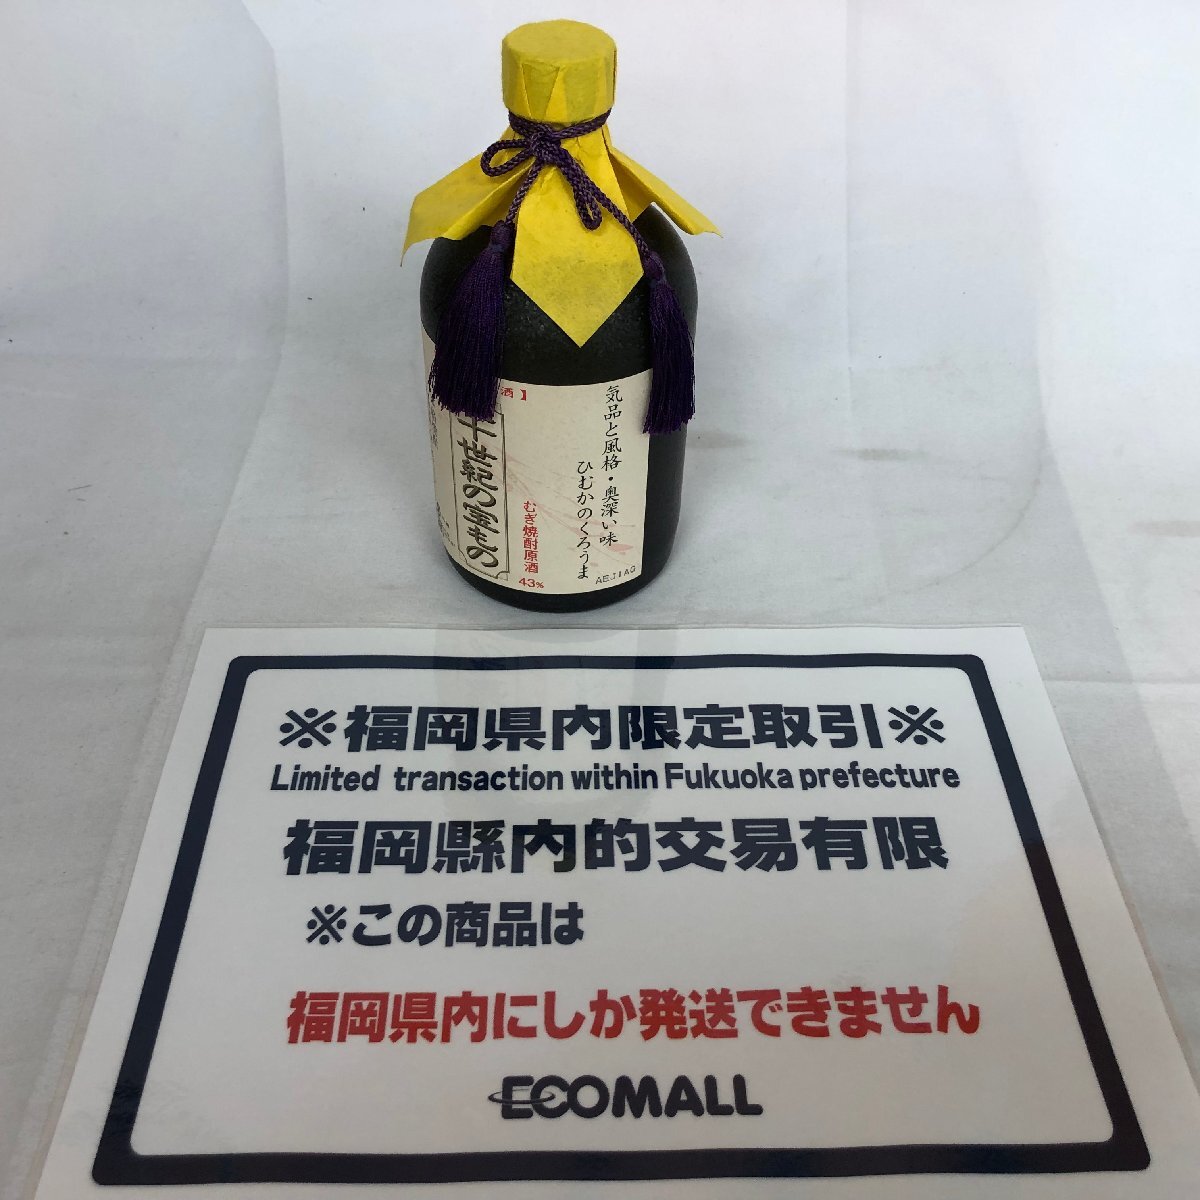 酒】
十世紀の宝もの
むぎ焼酎原酒
43%
気品と風格・奥深い味
ひむかのくろうま
AEJIAG
※福岡県内限定取引※
Limited transaction within Fukuoka prefecture
福岡縣内的交易有限
※この商品は
福岡県内にしか発送できません
ECOMALL